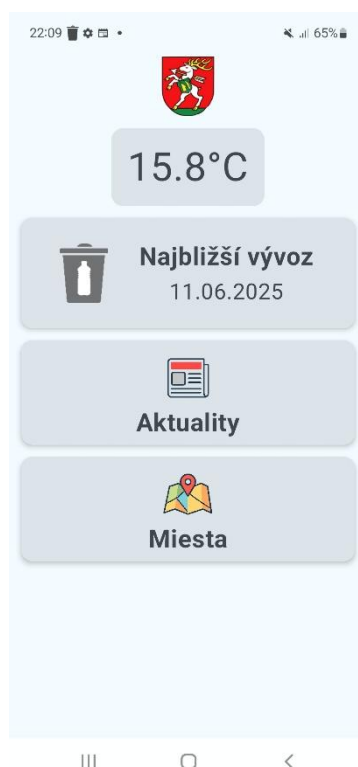 22:09
65%
15.8°C
Najbližší vývoz
11.06.2025
Aktuality
Miesta